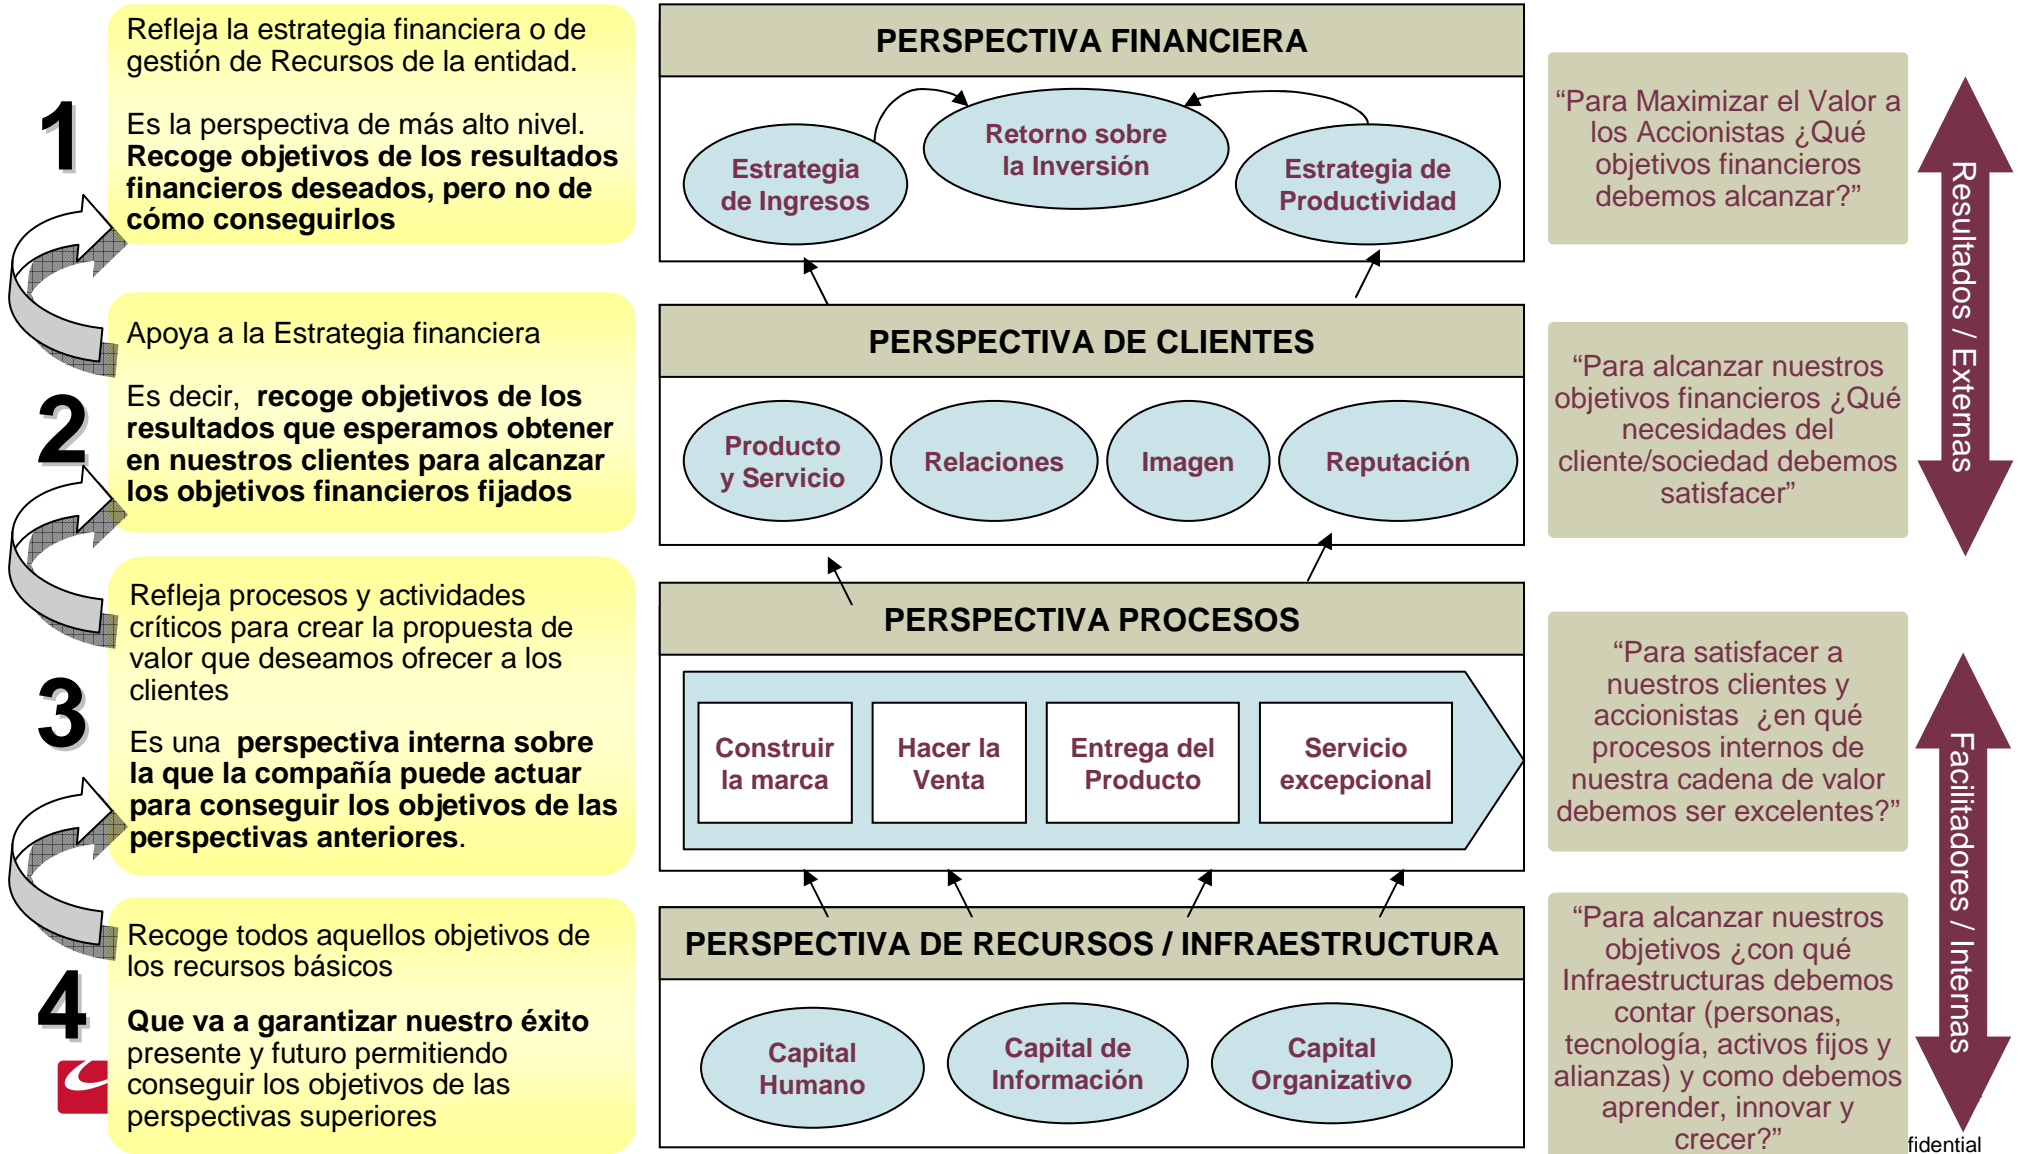 1
Refleja la estrategia financiera o de
gestión de Recursos de la entidad.
Es la perspectiva de más alto nivel.
Recoge objetivos de los resultados
financieros deseados, pero no de
cómo conseguirlos
PERSPECTIVA FINANCIERA
Estrategia
de Ingresos
Retorno sobre
la Inversión
Estrategia de
Productividad
“Para Maximizar el Valor a
los Accionistas ¿Qué
objetivos financieros
debemos alcanzar?”
Resultados / Externas
2
Apoya a la Estrategia financiera
Es decir, recoge objetivos de los
resultados que esperamos obtener
en nuestros clientes para alcanzar
los objetivos financieros fijados
PERSPECTIVA DE CLIENTES
Producto
y Servicio
Relaciones
Imagen
Reputación
“Para alcanzar nuestros
objetivos financieros ¿Qué
necesidades del
cliente/sociedad debemos
satisfacer”
3
Refleja procesos y actividades
críticos para crear la propuesta de
valor que deseamos ofrecer a los
clientes
Es una perspectiva interna sobre
la que la compañía puede actuar
para conseguir los objetivos de las
perspectivas anteriores.
PERSPECTIVA PROCESOS
Construir
la marca
Hacer la
Venta
Entrega del
Producto
Servicio
excepcional
“Para satisfacer a
nuestros clientes y
accionistas ¿en qué
procesos internos de
nuestra cadena de valor
debemos ser excelentes?”
Facilitadores / Internas
4
Recoge todos aquellos objetivos de
los recursos básicos
Que va a garantizar nuestro éxito
presente y futuro permitiendo
conseguir los objetivos de las
perspectivas superiores
PERSPECTIVA DE RECURSOS / INFRAESTRUCTURA
Capital
Humano
Capital de
Información
Capital
Organizativo
“Para alcanzar nuestros
objetivos ¿con qué
Infraestructuras debemos
contar (personas,
tecnología, activos fijos y
alianzas) y como debemos
aprender, innovar y
crecer?”
fidential